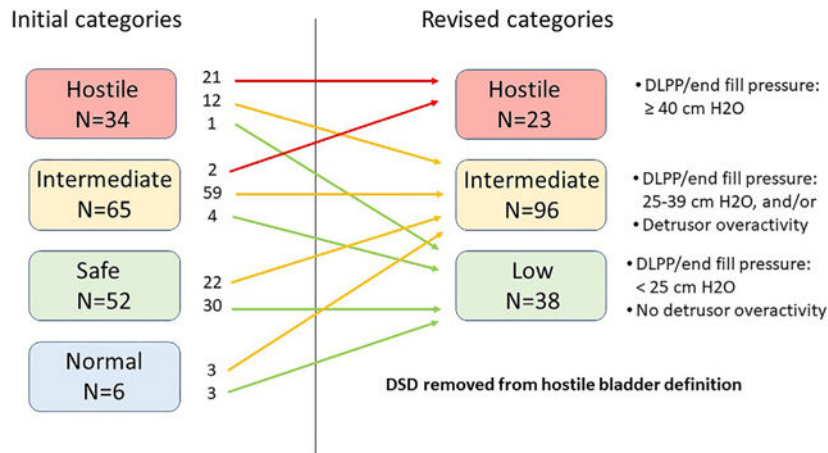 Initial categories
Revised categories
Hostile
N=34
21
12
1
Hostile
N=23
• DLPP/end fill pressure:
≥ 40 cm H2O
Intermediate
N=65
2
59
4
Intermediate
N=96
• DLPP/end fill pressure:
25-39 cm H2O, and/or
• Detrusor overactivity
Safe
N=52
22
30
Low
N=38
• DLPP/end fill pressure:
< 25 cm H2O
• No detrusor overactivity
Normal
N=6
3
3
DSD removed from hostile bladder definition